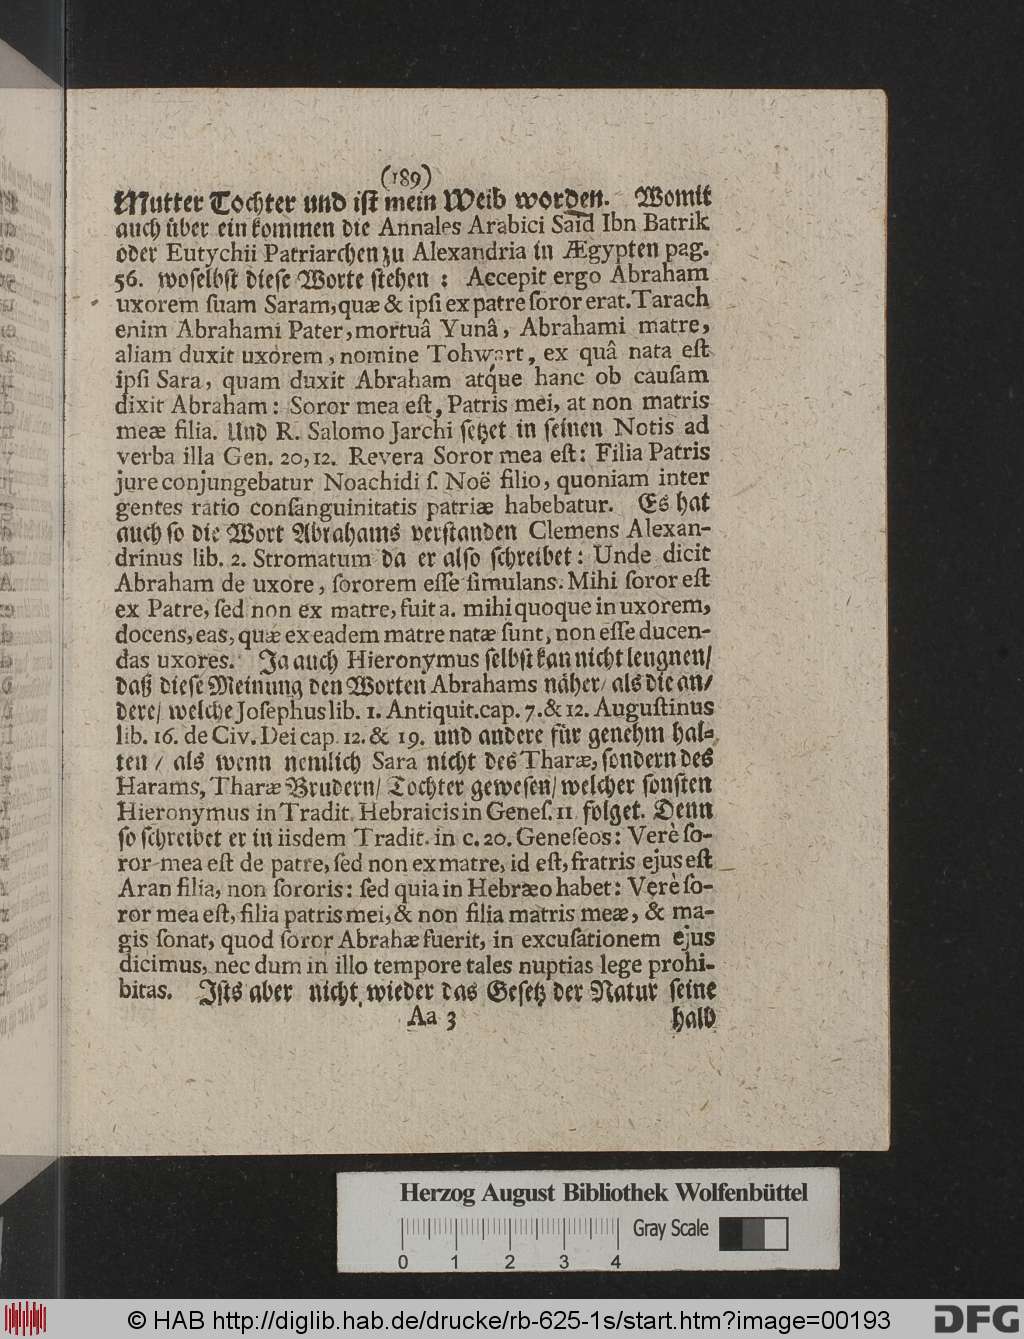 (189)
Mutter Tochter und iſt mein Weib worden. Womit
auch über ein kommen die Annales Arabici Said Ibn Batrik
oder Eutychii Patriarchen zu Alexandria in Ægypten pag.
56. woſelbſt dieſe Worte ſtehen : Accepit ergo Abraham
uxorem ſuam Saram, quæ & ipſi ex patre ſoror erat. Tarach
enim Abrahami Pater, mortuâ Yunâ, Abrahami matre,
aliam duxit uxorem, nomine Tohwart, ex quâ nata eſt
ipſi Sara, quam duxit Abraham atque hanc ob cauſam
dixit Abraham: Soror mea eſt, Patris mei, at non matris
meæ filia. Und R. Salomo Jarchi ſetzet in ſeinen Notis ad
verba illa Gen. 20, 12. Revera Soror mea eſt: Filia Patris
jure conjungebatur Noachidi ſ. Noë filio, quoniam inter
gentes ratio conſanguinitatis patriæ habebatur. Es hat
auch ſo die Wort Abrahams verſtanden Clemens Alexan-
drinus lib. 2. Stromatum da er alſo ſchreibet: Unde dicit
Abraham de uxore, ſororem eſſe ſimulans. Mihi ſoror eſt
ex Patre, ſed non ex matre, fuit a. mihi quoque in uxorem,
docens, eas, quæ ex eadem matre natæ ſunt, non eſſe ducen-
das uxores. Ja auch Hieronymus ſelbſt kan nicht leugnen/
daß dieſe Meinung den Worten Abrahams näher/ als die an/
dere/ welche Joſephus lib. 1. Antiquit. cap. 7. & 12. Auguſtinus
lib. 16. de Civ. Dei cap. 12. & 19. und andere für genehm hal-
ten / als wenn nemlich Sara nicht des Tharæ, ſondern des
Harams, Tharæ Brudern/ Tochter geweſen/ welcher ſonſten
Hieronymus in Tradit. Hebraicis in Geneſ. 11 folget. Denn
ſo ſchreibet er in iisdem Tradit. in c. 20. Geneſeos: Verè ſo-
ror mea eſt de patre, ſed non ex matre, id eſt, fratris ejus eſt
Aran filia, non ſororis: ſed quia in Hebræo habet: Verè ſo-
ror mea eſt, filia patris mei, & non filia matris meæ, & ma-
gis ſonat, quod ſoror Abrahæ fuerit, in excuſationem ejus
dicimus, nec dum in illo tempore tales nuptias lege prohi-
bitas. Iſts aber nicht wieder das Geſetz der Natur ſeine
Aa 3 halb
Herzog August Bibliothek Wolfenbüttel
Gray Scale
0 1 2 3 4
© HAB http://diglib.hab.de/drucke/rb-625-1s/start.htm?image=00193
DFG